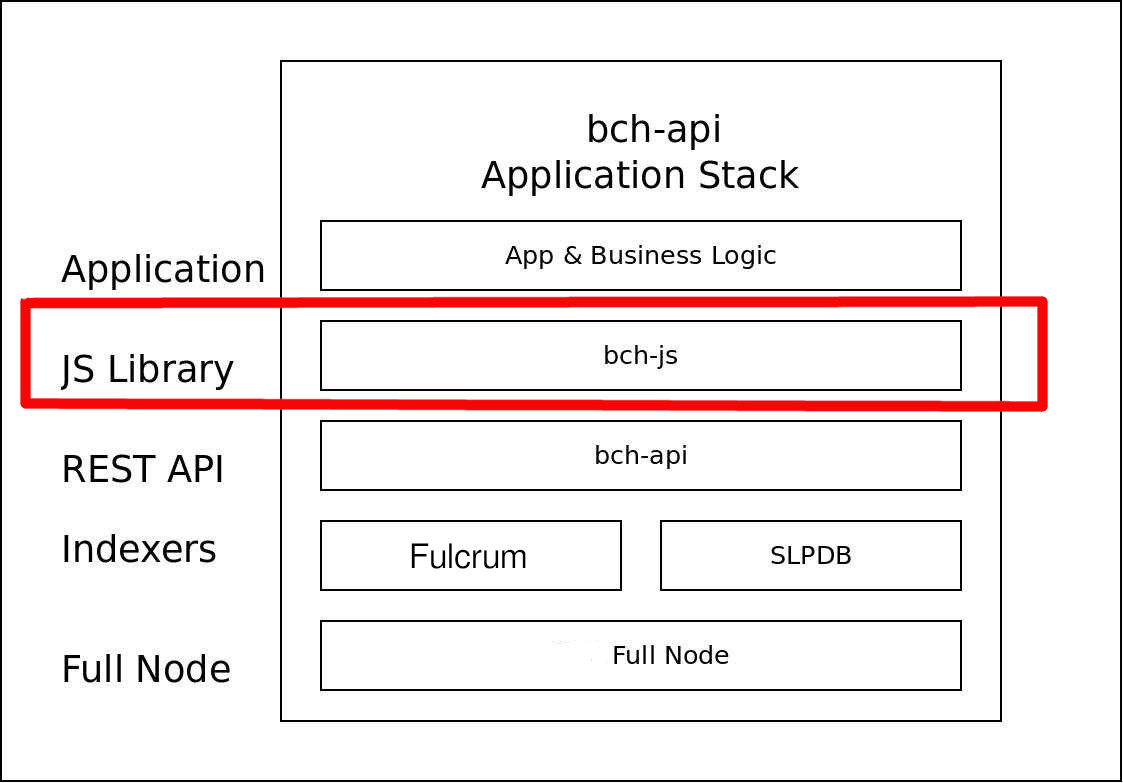 bch-api
Application Stack
Application
App & Business Logic
JS Library
bch-js
REST API
bch-api
Indexers
Fulcrum
SLPDB
Full Node
Full Node